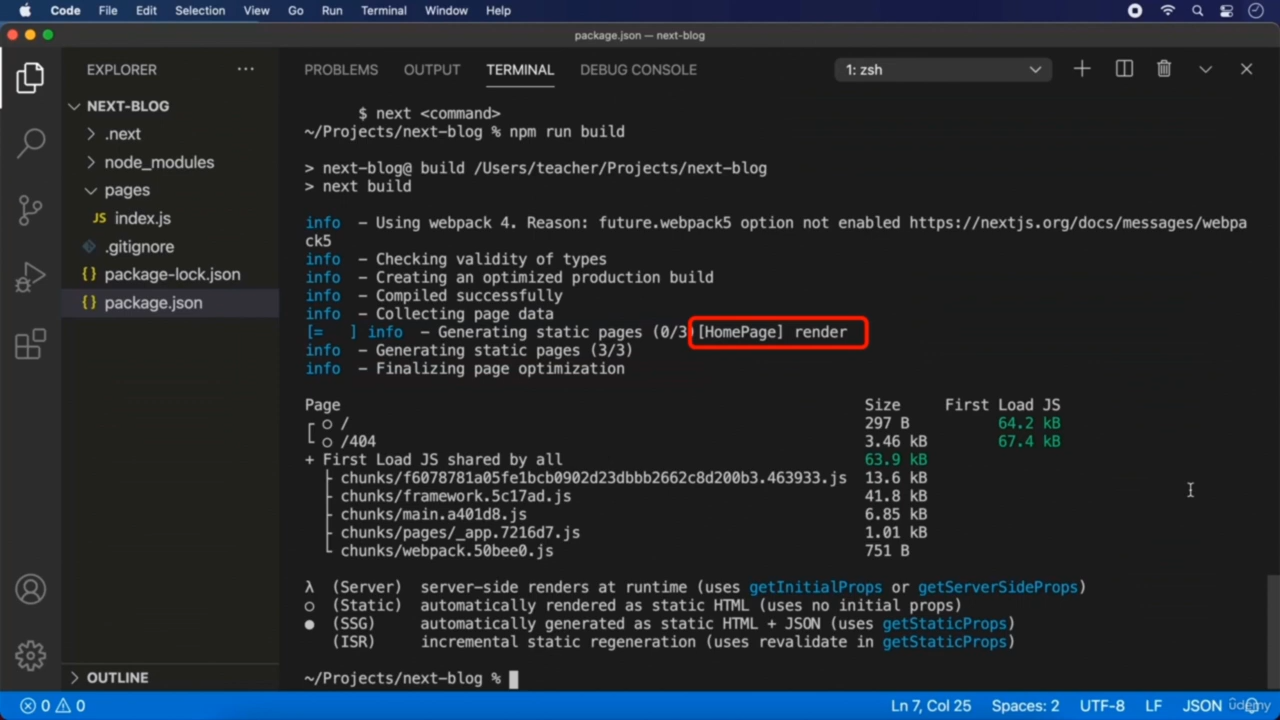 Code File Edit Selection View Go Run Terminal Window Help
package.json — next-blog
EXPLORER ···
PROBLEMS OUTPUT TERMINAL DEBUG CONSOLE 1: zsh
NEXT-BLOG
.next
node_modules
pages
JS index.js
.gitignore
{} package-lock.json
{} package.json
OUTLINE
$ next <command>
~/Projects/next-blog % npm run build
> next-blog@ build /Users/teacher/Projects/next-blog
> next build
info – Using webpack 4. Reason: future.webpack5 option not enabled https://nextjs.org/docs/messages/webpa
ck5
info – Checking validity of types
info – Creating an optimized production build
info – Compiled successfully
info – Collecting page data
[= ] info – Generating static pages (0/3)[HomePage] render
info – Generating static pages (3/3)
info – Finalizing page optimization
Page Size First Load JS
┌ ○ / 297 B 64.2 kB
└ ○ /404 3.46 kB 67.4 kB
+ First Load JS shared by all 63.9 kB
├ chunks/f6078781a05fe1bcb0902d23dbbb2662c8d200b3.463933.js 13.6 kB
├ chunks/framework.5c17ad.js 41.8 kB
├ chunks/main.a401d8.js 6.85 kB
├ chunks/pages/_app.7216d7.js 1.01 kB
└ chunks/webpack.50bee0.js 751 B
λ (Server) server-side renders at runtime (uses getInitialProps or getServerSideProps)
○ (Static) automatically rendered as static HTML (uses no initial props)
● (SSG) automatically generated as static HTML + JSON (uses getStaticProps)
(ISR) incremental static regeneration (uses revalidate in getStaticProps)
~/Projects/next-blog %
0 0 Ln 7, Col 25 Spaces: 2 UTF-8 LF JSON
udemy